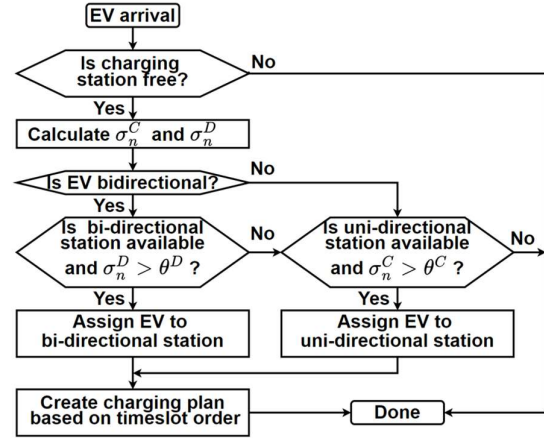 EV arrival
Is charging
station free?
No
Yes
Calculate σ_n^C and σ_n^D
Is EV bidirectional?
No
Yes
Is bi-directional
station available
and σ_n^D > θ^D ?
No
Is uni-directional
station available
and σ_n^C > θ^C ?
No
Yes
Yes
Assign EV to
bi-directional station
Assign EV to
uni-directional station
Create charging plan
based on timeslot order
Done